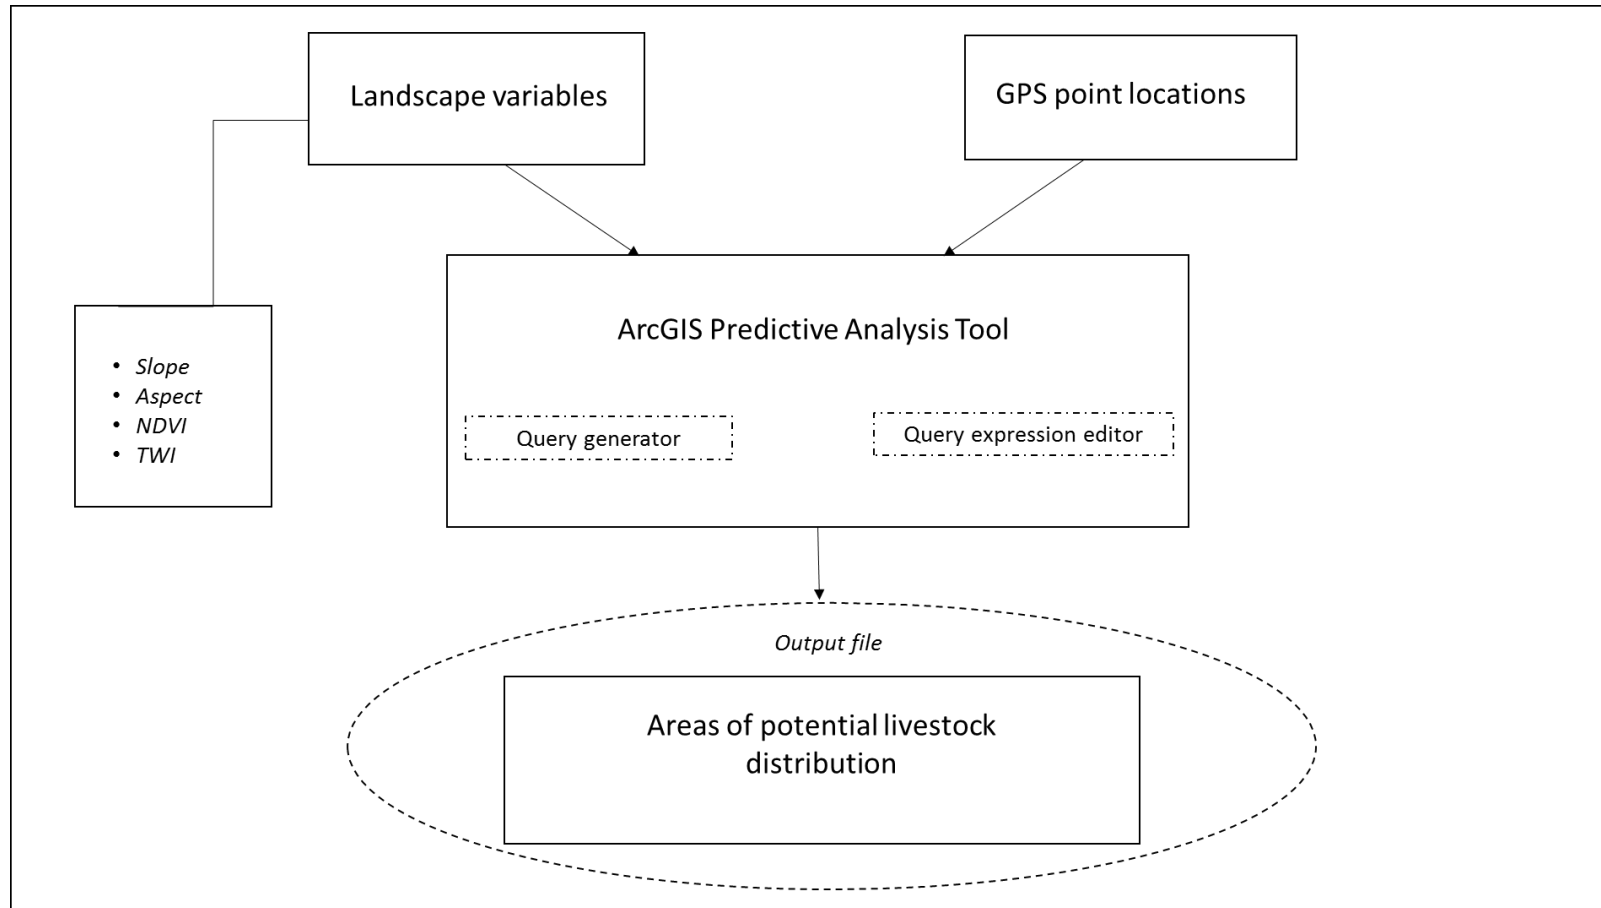 Landscape variables
GPS point locations
ArcGIS Predictive Analysis Tool
• Slope
• Aspect
• NDVI
• TWI
Query generator
Query expression editor
Output file
Areas of potential livestock
distribution